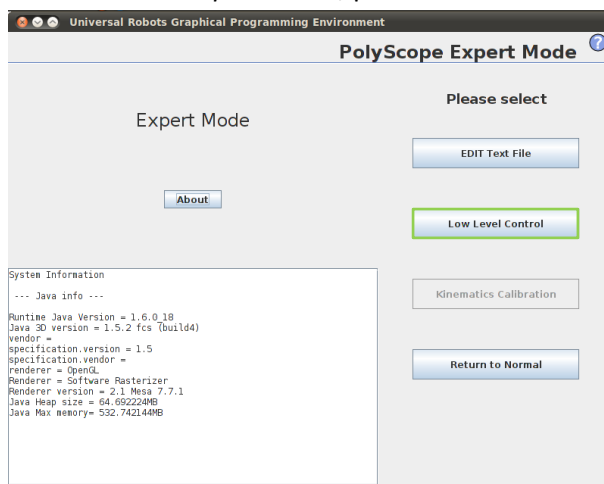 Universal Robots Graphical Programming Environment
PolyScope Expert Mode
?
Expert Mode
About
Please select
EDIT Text File
Low Level Control
Kinematics Calibration
Return to Normal
System Information
--- Java info ---
Runtime Java Version = 1.6.0_18
Java 3D version = 1.5.2 fcs (build4)
vendor =
specification.version = 1.5
specification.vendor =
renderer = OpenGL
Renderer = Software Rasterizer
Renderer version = 2.1 Mesa 7.7.1
Java Heap size = 64.692224MB
Java Max memory= 532.742144MB